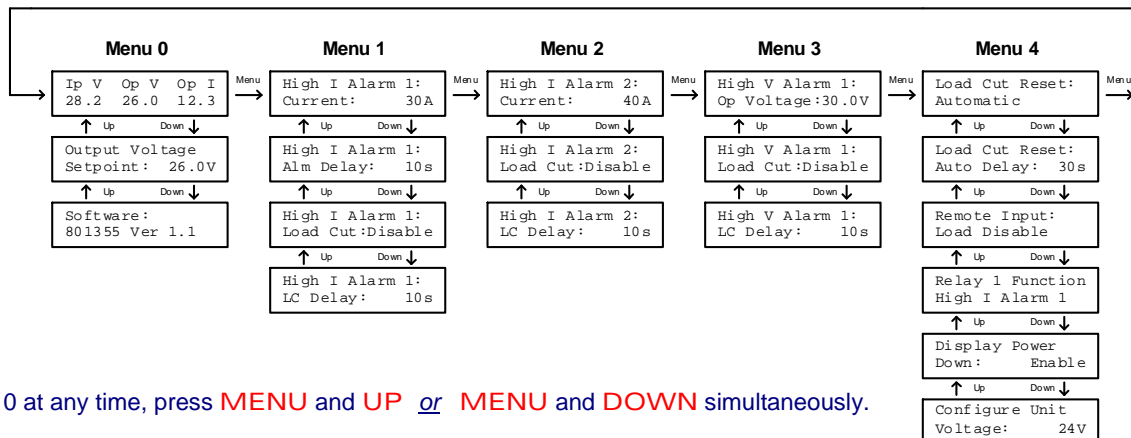 Menu 0
Menu 1
Menu 2
Menu 3
Menu 4
Ip V Op V Op I
28.2 26.0 12.3
Menu
High I Alarm 1:
Current: 30A
Menu
High I Alarm 2:
Current: 40A
Menu
High V Alarm 1:
Op Voltage:30.0V
Menu
Load Cut Reset:
Automatic
Menu
Up Down
Up Down
Up Down
Up Down
Up Down
Output Voltage
Setpoint: 26.0V
High I Alarm 1:
Alm Delay: 10s
High I Alarm 2:
Load Cut:Disable
High V Alarm 1:
Load Cut:Disable
Load Cut Reset:
Auto Delay: 30s
Up Down
Up Down
Up Down
Up Down
Up Down
Software:
801355 Ver 1.1
High I Alarm 1:
Load Cut:Disable
High I Alarm 2:
LC Delay: 10s
High V Alarm 1:
LC Delay: 10s
Remote Input:
Load Disable
Up Down
Up Down
High I Alarm 1:
LC Delay: 10s
Relay 1 Function
High I Alarm 1
Up Down
Display Power
Down: Enable
Up Down
Configure Unit
Voltage: 24V
0 at any time, press MENU and UP or MENU and DOWN simultaneously.